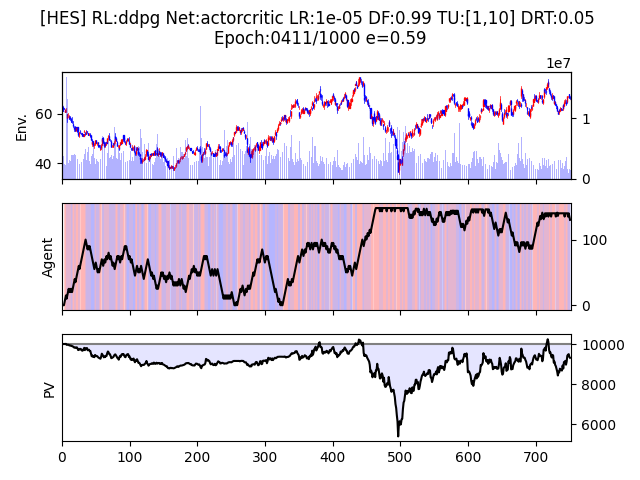 [HES] RL:ddpg Net:actorcritic LR:1e-05 DF:0.99 TU:[1,10] DRT:0.05
Epoch:0411/1000 e=0.59
1e7
Env.
60
40
1
0
Agent
100
0
PV
10000
8000
6000
0 100 200 300 400 500 600 700